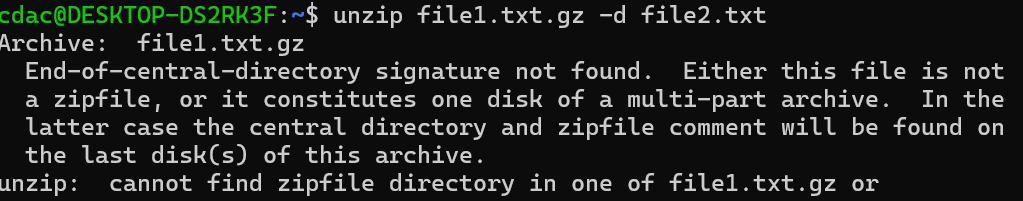 cdac@DESKTOP-DS2RK3F:~$ unzip file1.txt.gz -d file2.txt
Archive:  file1.txt.gz
  End-of-central-directory signature not found.  Either this file is not
  a zipfile, or it constitutes one disk of a multi-part archive.  In the
  latter case the central directory and zipfile comment will be found on
  the last disk(s) of this archive.
unzip:  cannot find zipfile directory in one of file1.txt.gz or